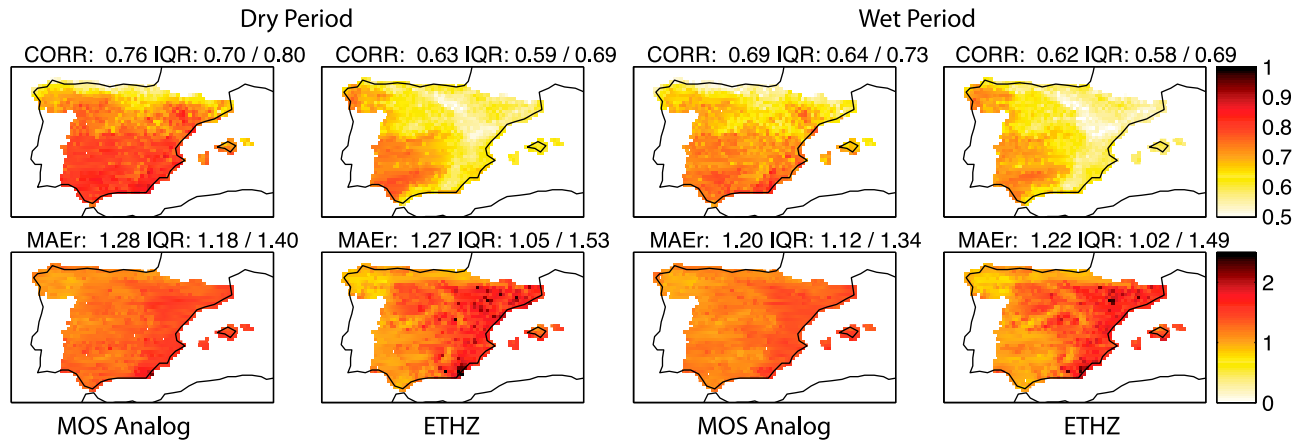 Dry Period
Wet Period
CORR: 0.76 IQR: 0.70 / 0.80
CORR: 0.63 IQR: 0.59 / 0.69
CORR: 0.69 IQR: 0.64 / 0.73
CORR: 0.62 IQR: 0.58 / 0.69
1
0.9
0.8
0.7
0.6
0.5
MAEr: 1.28 IQR: 1.18 / 1.40
MAEr: 1.27 IQR: 1.05 / 1.53
MAEr: 1.20 IQR: 1.12 / 1.34
MAEr: 1.22 IQR: 1.02 / 1.49
2
1
0
MOS Analog
ETHZ
MOS Analog
ETHZ